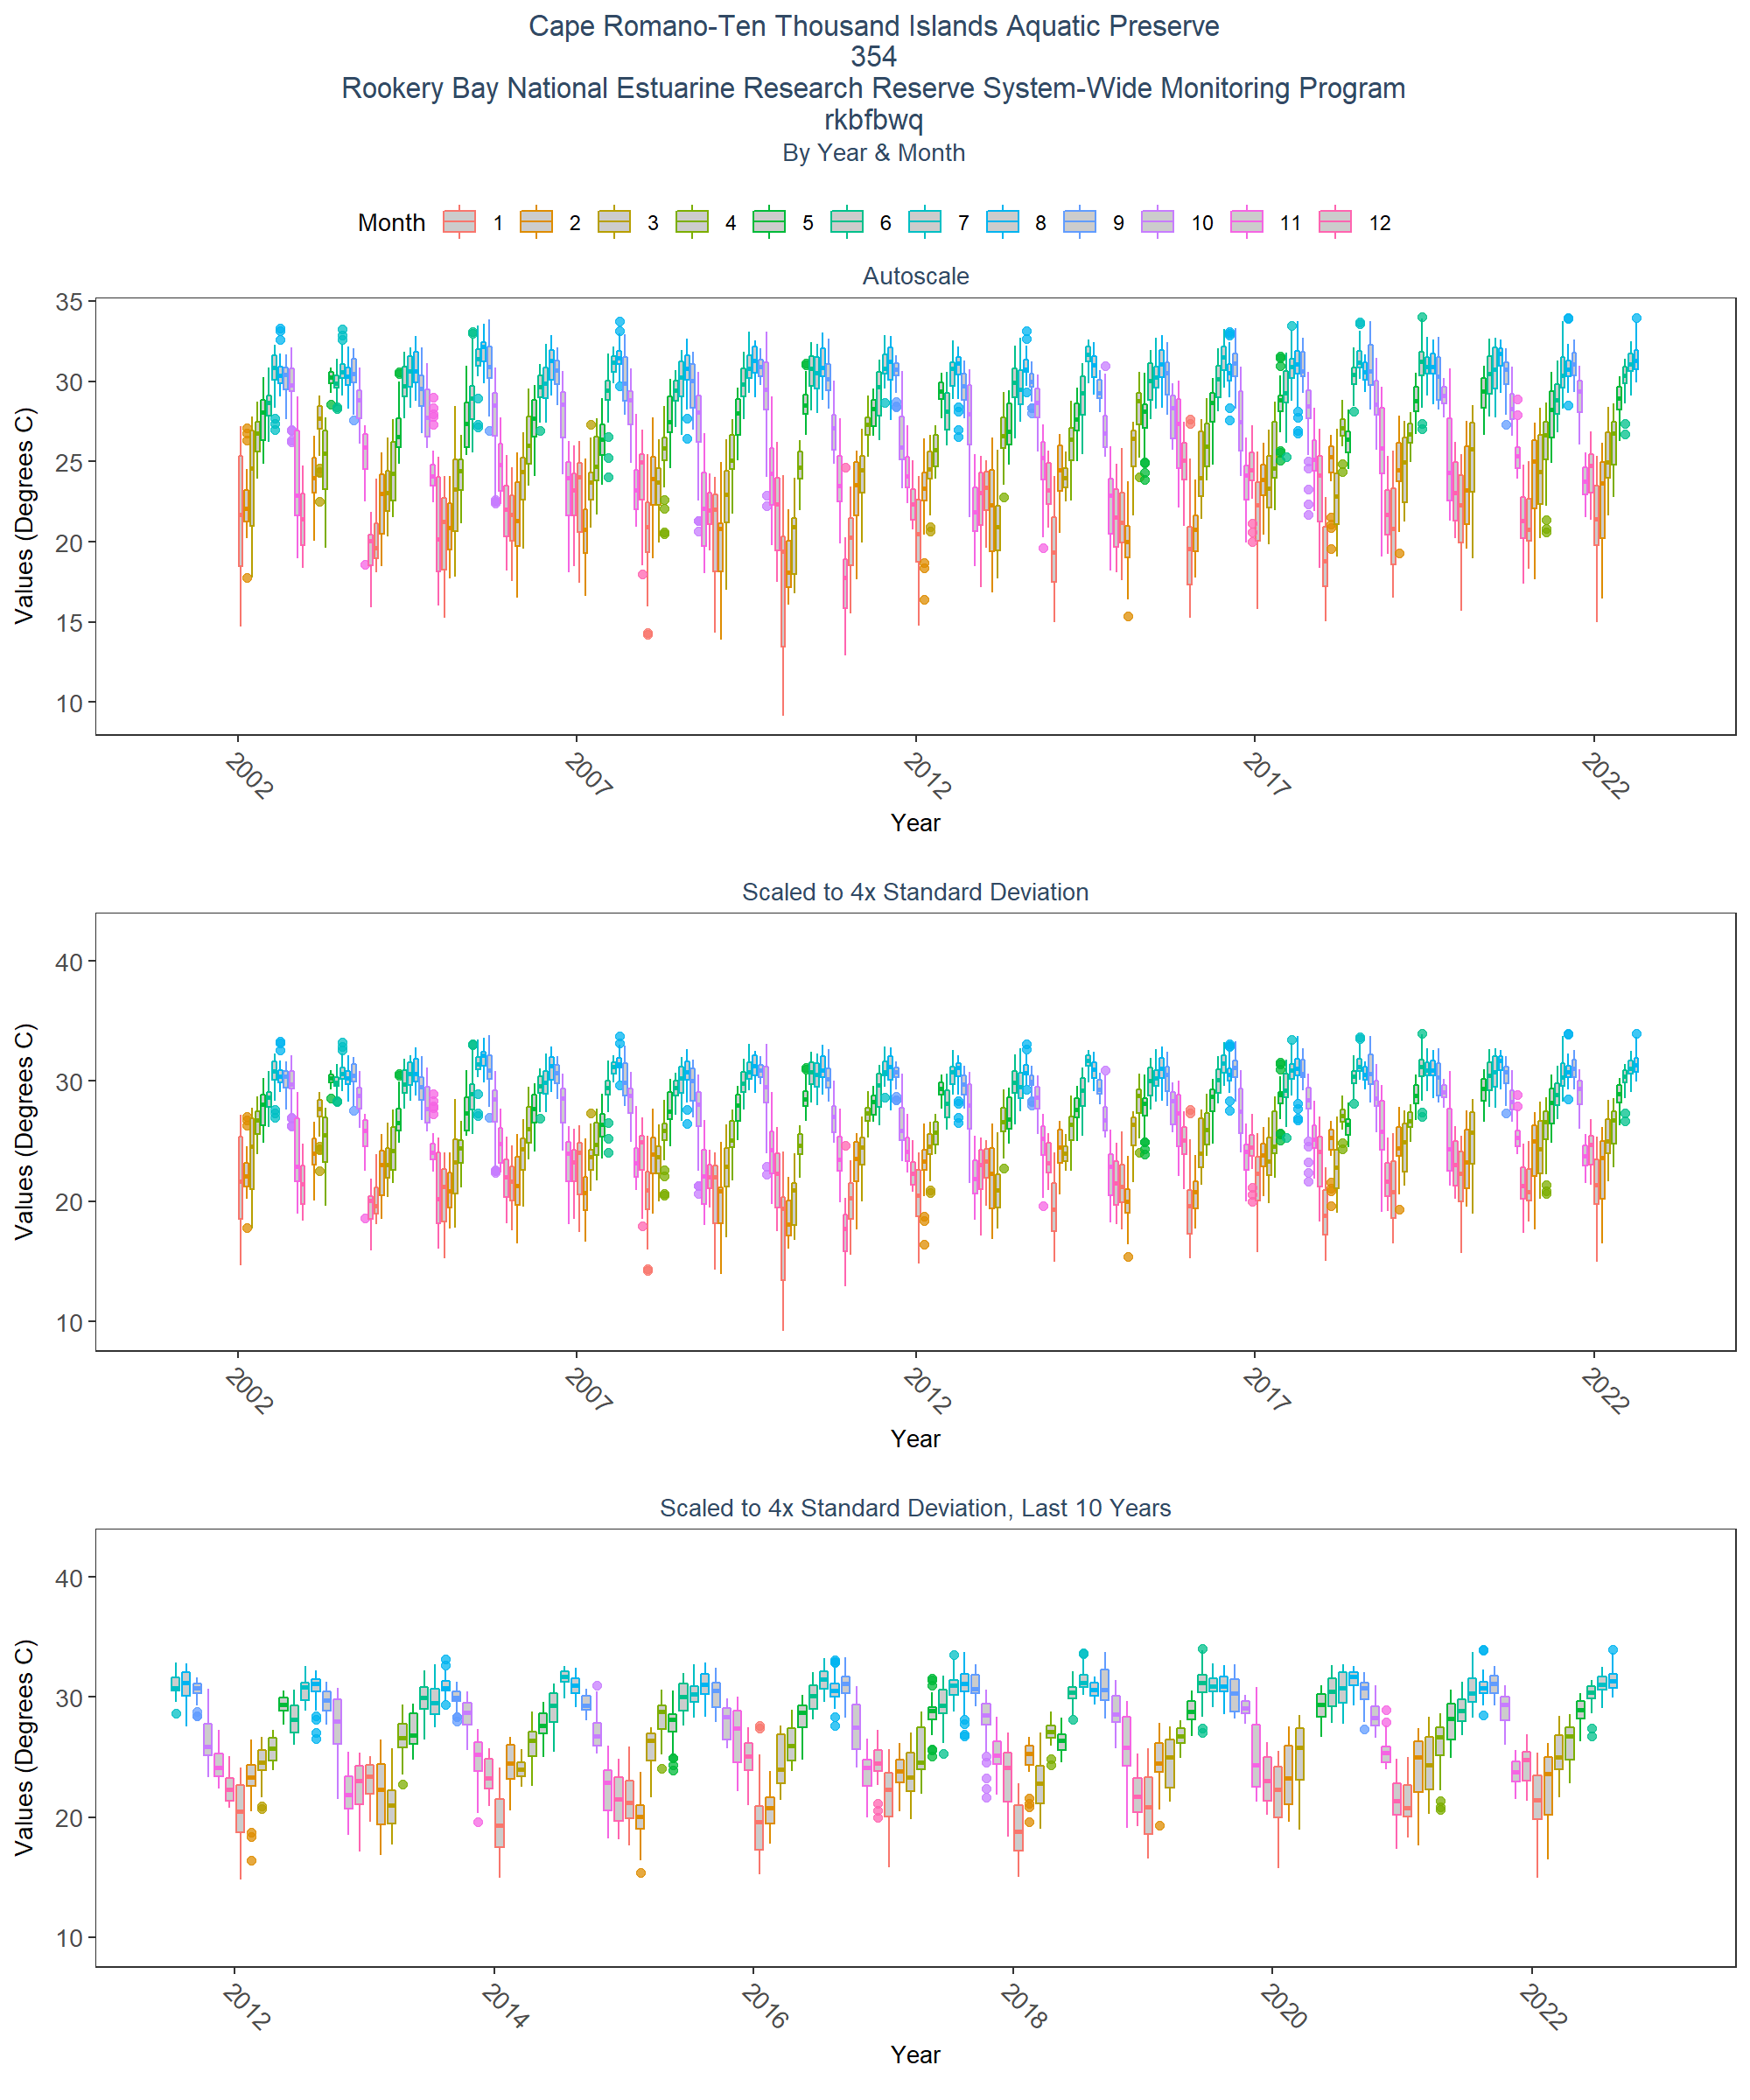 Cape Romano-Ten Thousand Islands Aquatic Preserve
354
Rookery Bay National Estuarine Research Reserve System-Wide Monitoring Program
rkbfbwq
By Year & Month
Month 1 2 3 4 5 6 7 8 9 10 11 12
Autoscale
Values (Degrees C)
35
30
25
20
15
10
2002 2007 2012 2017 2022
Year
Scaled to 4x Standard Deviation
Values (Degrees C)
40
30
20
10
2002 2007 2012 2017 2022
Year
Scaled to 4x Standard Deviation, Last 10 Years
Values (Degrees C)
40
30
20
10
2012 2014 2016 2018 2020 2022
Year